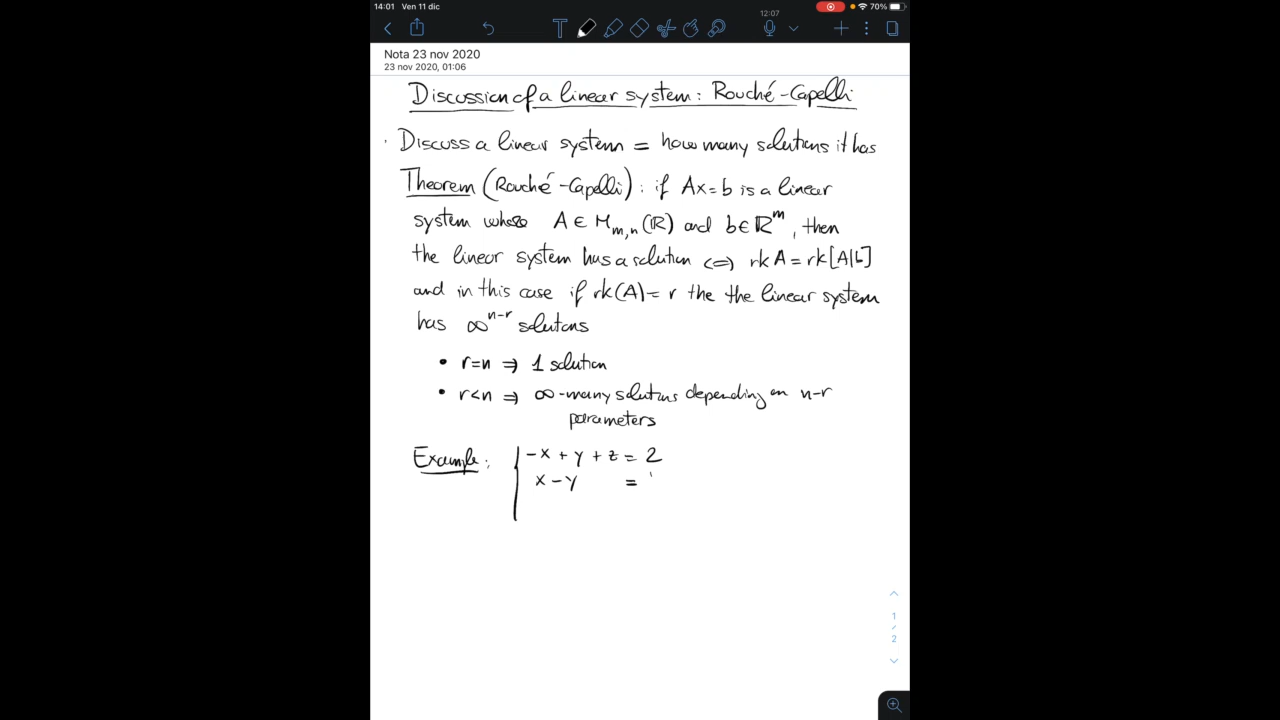 14:01 Ven 11 dic
70%
12:07
Nota 23 nov 2020
23 nov 2020, 01:06
Discussion of a linear system: Rouché-Capelli
Discuss a linear system = how many solutions it has
Theorem (Rouché-Capelli): if Ax=b is a linear
system where A ∈ M_{m,n}(ℝ) and b ∈ ℝ^m, then
the linear system has a solution ⇔ rk A = rk[A|b]
and in this case if rk(A)=r the the linear system
has ∞^{n-r} solutons
• r=n ⇒ 1 solution
• r<n ⇒ ∞-many solutions depending on n-r
parameters
Example: -x + y + z = 2
x - y =
1
/
2